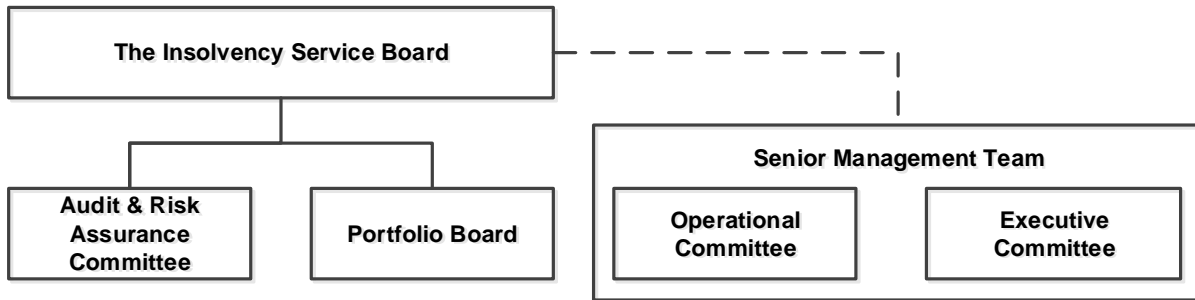 The Insolvency Service Board
Senior Management Team
Audit & Risk
Assurance
Committee
Portfolio Board
Operational
Committee
Executive
Committee